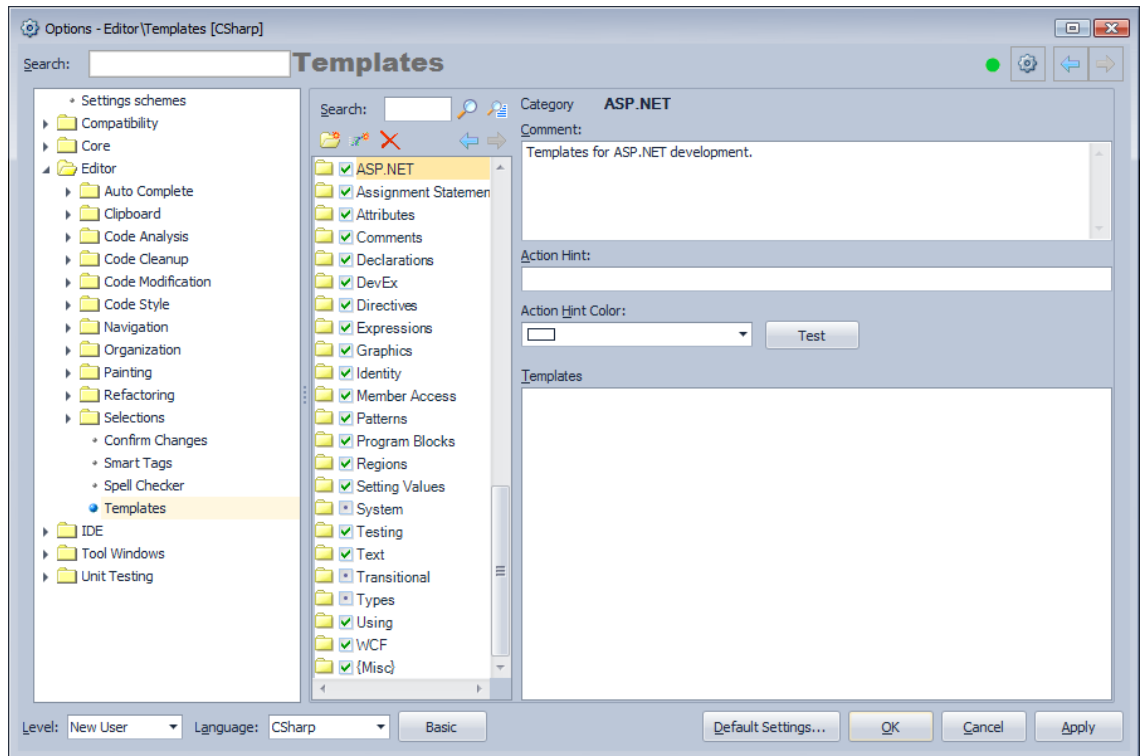 Options - Editor\Templates [CSharp]
Search:
Templates
Settings schemes
Compatibility
Core
Editor
Auto Complete
Clipboard
Code Analysis
Code Cleanup
Code Modification
Code Style
Navigation
Organization
Painting
Refactoring
Selections
Confirm Changes
Smart Tags
Spell Checker
Templates
IDE
Tool Windows
Unit Testing
Search:
ASP.NET
Assignment Statemen
Attributes
Comments
Declarations
DevEx
Directives
Expressions
Graphics
Identity
Member Access
Patterns
Program Blocks
Regions
Setting Values
System
Testing
Text
Transitional
Types
Using
WCF
{Misc}
Category ASP.NET
Comment:
Templates for ASP.NET development.
Action Hint:
Action Hint Color:
Test
Templates
Level: New User Language: CSharp Basic Default Settings... OK Cancel Apply